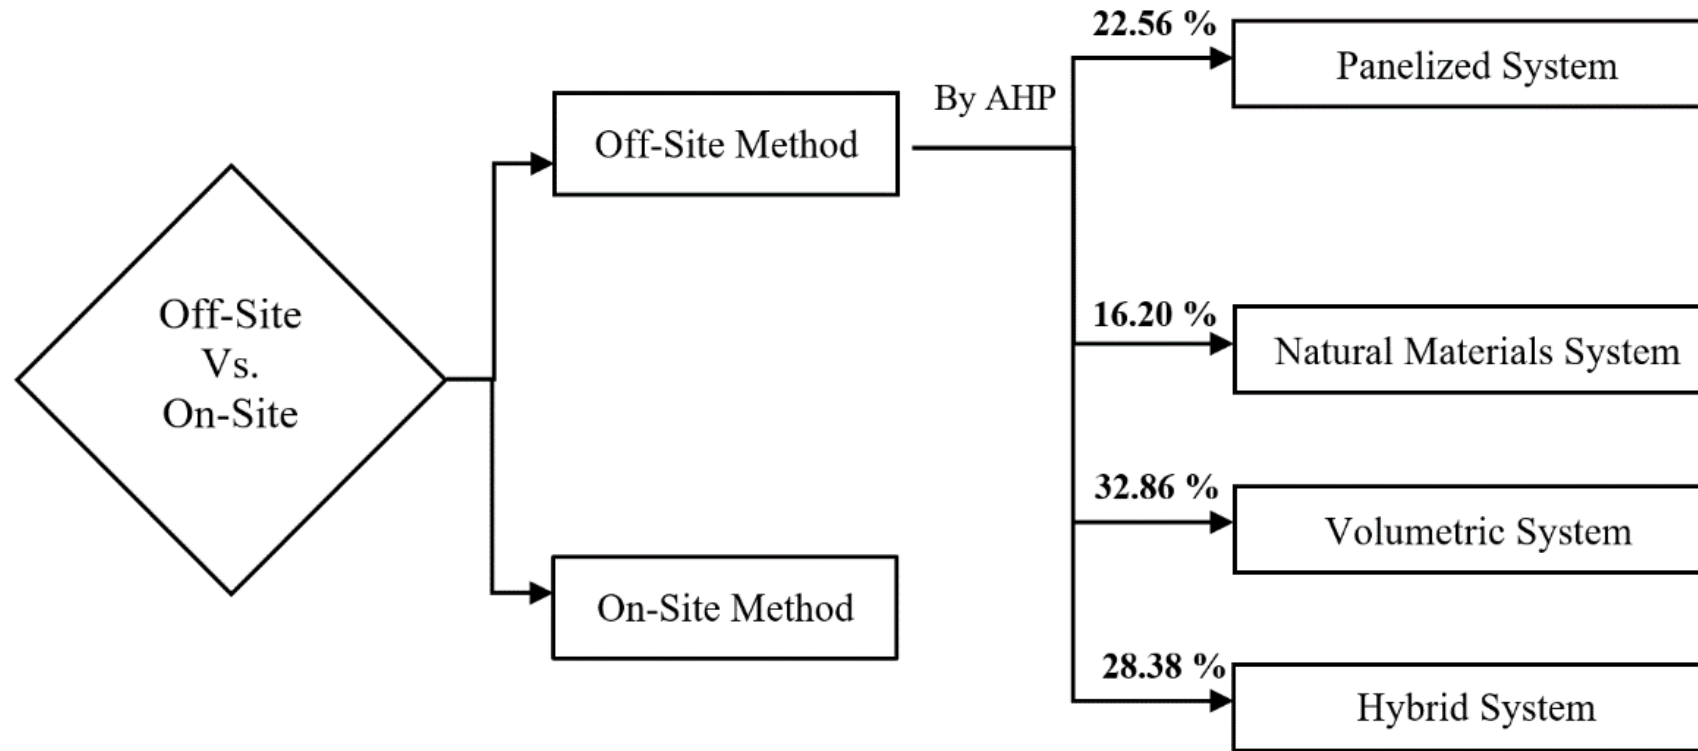 Off-Site
Vs.
On-Site
Off-Site Method
On-Site Method
By AHP
22.56 %
Panelized System
16.20 %
Natural Materials System
32.86 %
Volumetric System
28.38 %
Hybrid System